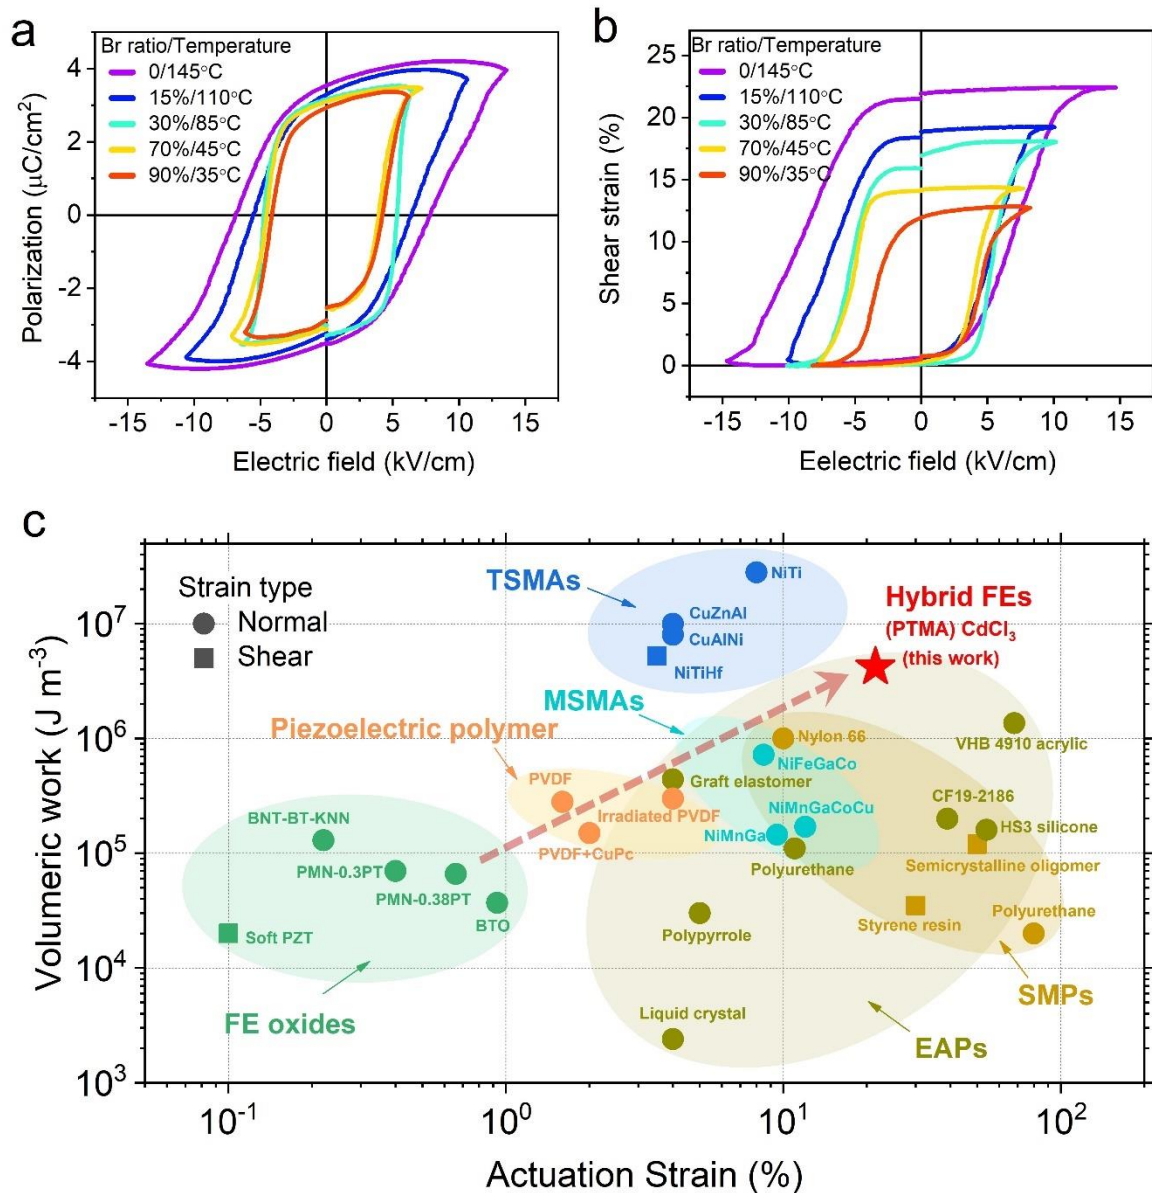 a
Br ratio/Temperature
0/145°C
15%/110°C
30%/85°C
70%/45°C
90%/35°C
4
2
0
-2
-4
Polarization (μC/cm²)
-15 -10 -5 0 5 10 15
Electric field (kV/cm)
b
Br ratio/Temperature
0/145°C
15%/110°C
30%/85°C
70%/45°C
90%/35°C
25
20
15
10
5
0
Shear strain (%)
-15 -10 -5 0 5 10 15
Eelectric field (kV/cm)
c
Strain type
Normal
Shear
TSMAs
NiTi
CuZnAl
CuAlNi
NiTiHf
Hybrid FEs
(PTMA) CdCl₃
(this work)
MSMAs
Piezoelectric polymer
Nylon 66
NiFeGaCo
VHB 4910 acrylic
PVDF
Graft elastomer
Irradiated PVDF
NiMnGaCoCu
CF19-2186
BNT-BT-KNN
PVDF+CuPc
NiMnGa
HS3 silicone
PMN-0.3PT
Polyurethane
Semicrystalline oligomer
PMN-0.38PT
BTO
Soft PZT
Polypyrrole
Styrene resin
Polyurethane
FE oxides
Liquid crystal
SMPs
EAPs
10⁷
10⁶
10⁵
10⁴
10³
Volumeric work (J m⁻³)
10⁻¹ 10⁰ 10¹ 10²
Actuation Strain (%)